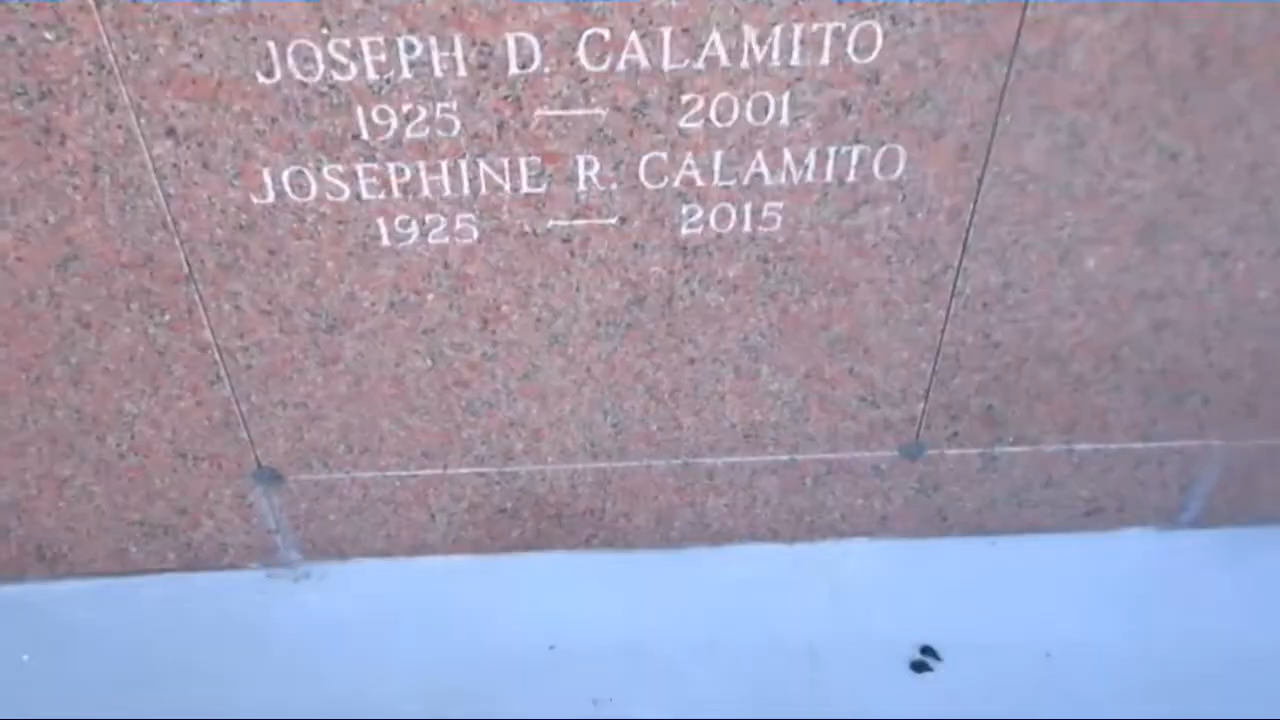 JOSEPH D. CALAMITO
1925 — 2001
JOSEPHINE R. CALAMITO
1925 — 2015